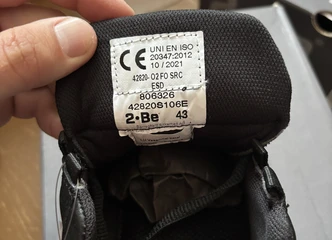 CE UNI EN ISO
20347:2012
10 / 2021
42820- O2 FO SRC
ESD
806326
42820S106E
2-Be 43